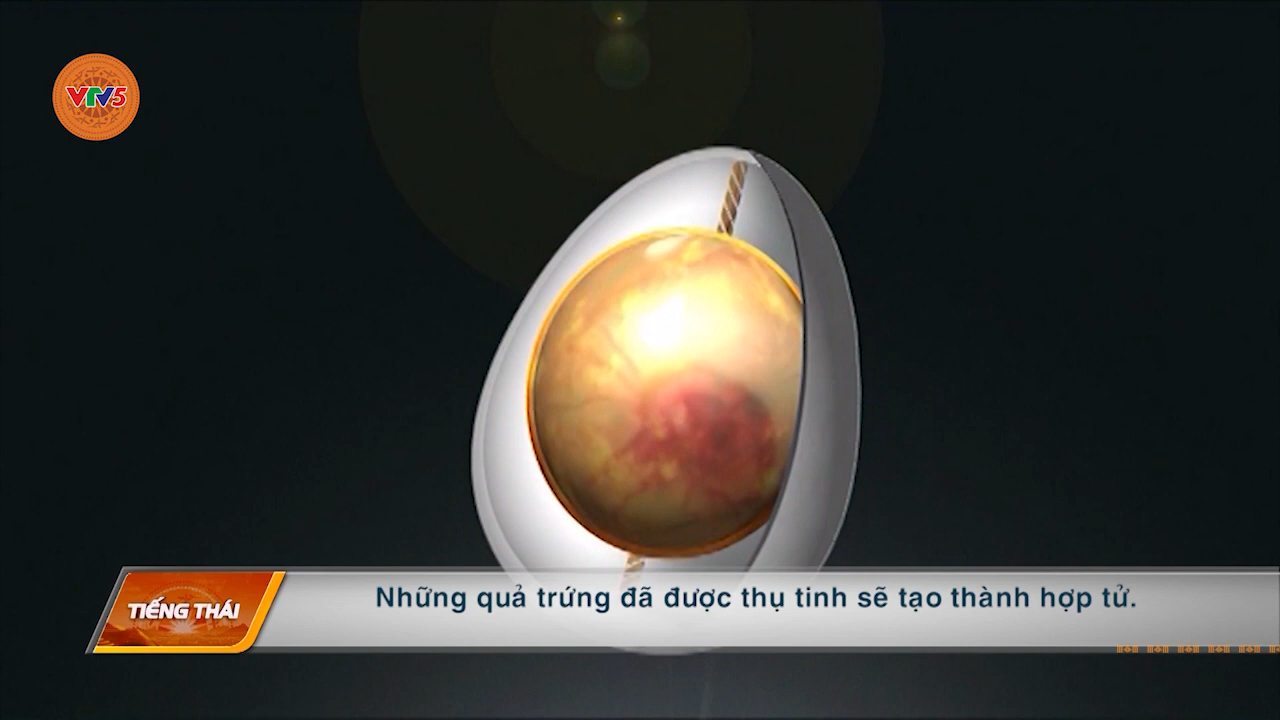 VTV5
TIẾNG THÁI
Những quả trứng đã được thụ tinh sẽ tạo thành hợp tử.